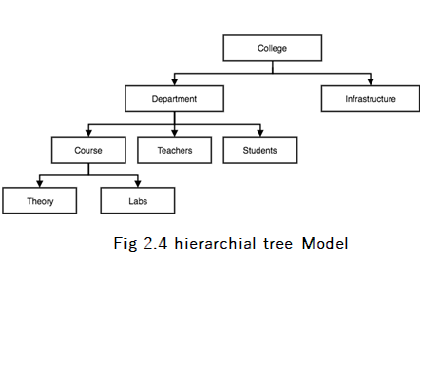 College
Department
Infrastructure
Course
Teachers
Students
Theory
Labs
Fig 2.4 hierarchial tree Model